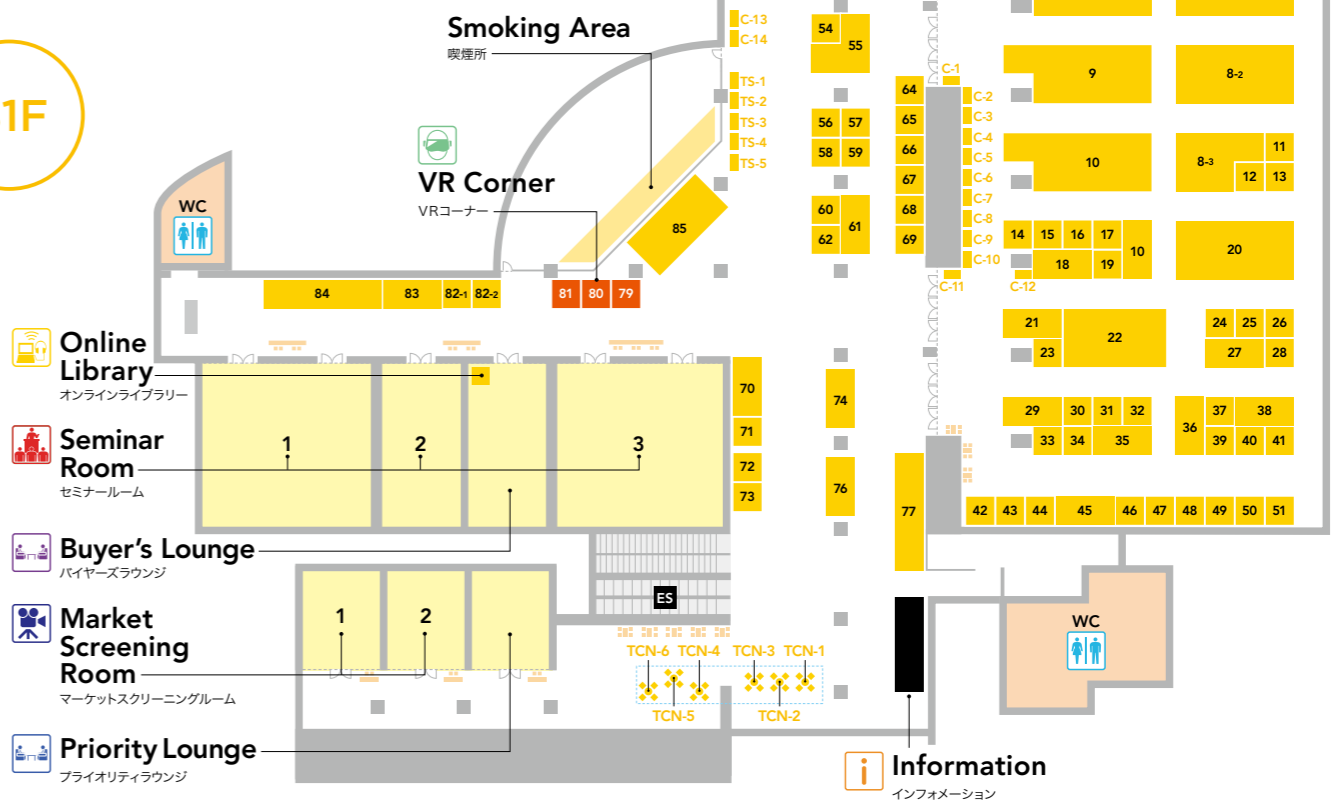 1F
Smoking Area
喫煙所
VR Corner
VRコーナー
WC
Online
Library
オンラインライブラリー
Seminar
Room
セミナールーム
Buyer's Lounge
バイヤーズラウンジ
Market
Screening
Room
マーケットスクリーニングルーム
Priority Lounge
プライオリティラウンジ
Information
インフォメーション
WC
ES
1
2
3
1
2
C-13
C-14
TS-1
TS-2
TS-3
TS-4
TS-5
85
84
83
82-1
82-2
81
80
79
54
55
56
57
58
59
60
61
62
64
65
66
67
68
69
70
71
72
73
74
76
77
C-1
C-2
C-3
C-4
C-5
C-6
C-7
C-8
C-9
C-10
C-11
C-12
9
8-2
10
8-3
11
12
13
14
15
16
17
18
19
10
20
21
22
23
24
25
26
27
28
29
30
31
32
33
34
35
36
37
38
39
40
41
42
43
44
45
46
47
48
49
50
51
TCN-6
TCN-4
TCN-3
TCN-1
TCN-5
TCN-2